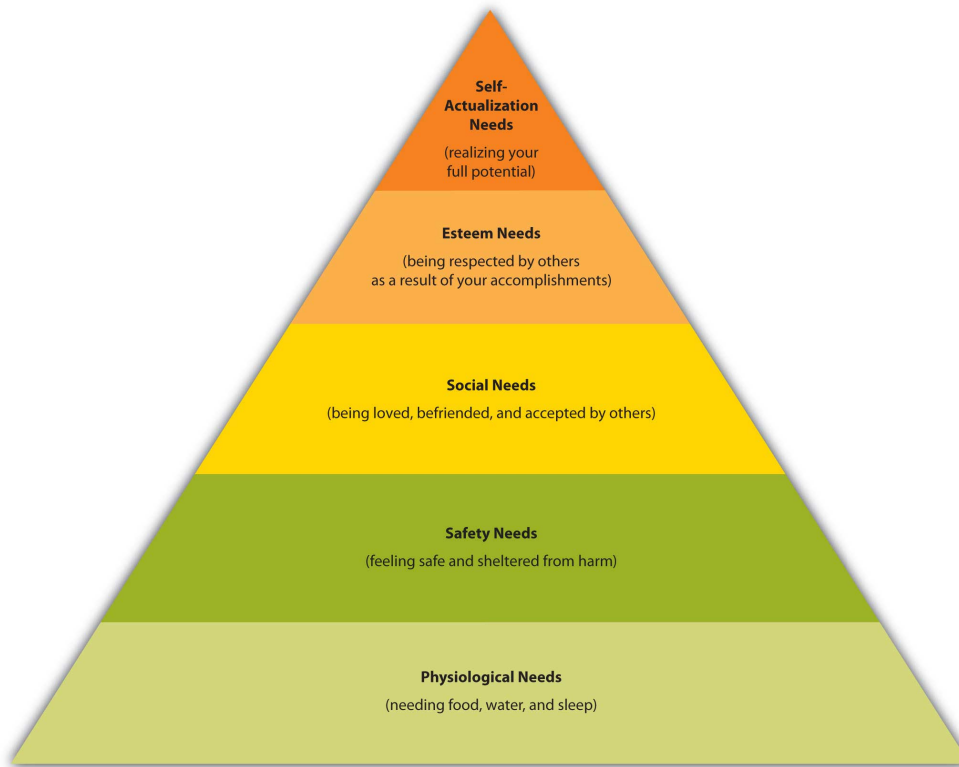 Self-
Actualization
Needs
(realizing your
full potential)
Esteem Needs
(being respected by others
as a result of your accomplishments)
Social Needs
(being loved, befriended, and accepted by others)
Safety Needs
(feeling safe and sheltered from harm)
Physiological Needs
(needing food, water, and sleep)